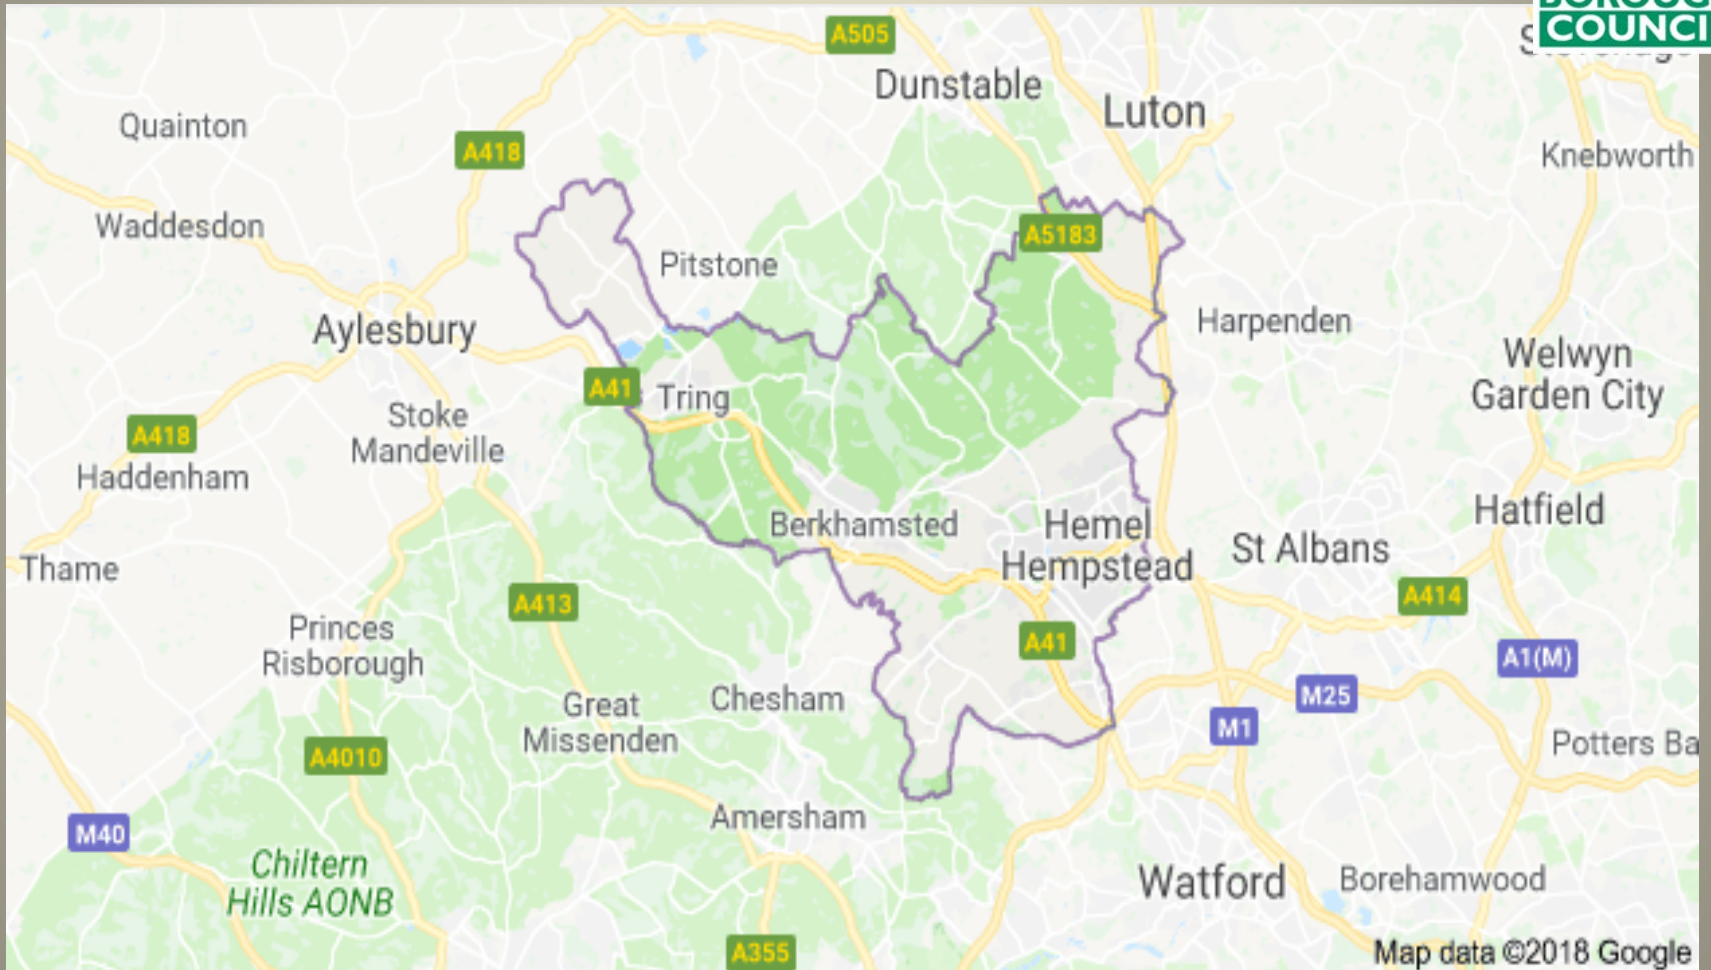 BOROUG
COUNCI
A505
Dunstable
Luton
Quainton
A418
Knebworth
Waddesdon
A5183
Pitstone
Aylesbury
Harpenden
Welwyn
Garden City
A41
Tring
Stoke
Mandeville
A418
Haddenham
Hatfield
Berkhamsted
Hemel
Hempstead
St Albans
Thame
A413
A414
Princes
Risborough
A41
A1(M)
Chesham
M25
Great
Missenden
M1
A4010
Potters Ba
Amersham
M40
Chiltern
Hills AONB
Watford
Borehamwood
A355
Map data ©2018 Google